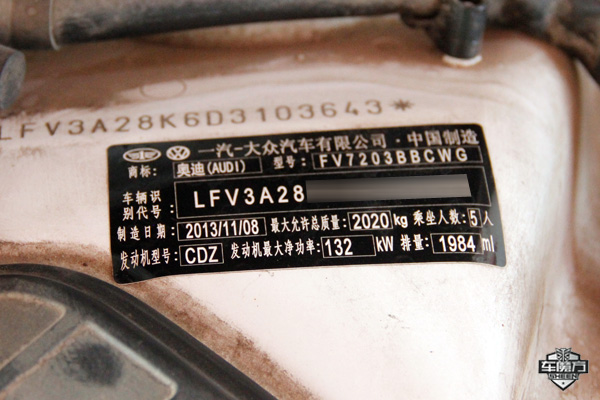 LFV3A28K6D3103643*
一汽-大众汽车有限公司·中国制造
商标: 奥迪(AUDI) 型号: FV7203BBCWG
车辆识
别代号: LFV3A28
制造日期: 2013/11/08 最大允许总质量: 2020 kg 乘坐人数: 5 人
发动机型号: CDZ 发动机最大净功率: 132 kW 排量: 1984 ml
车魔方